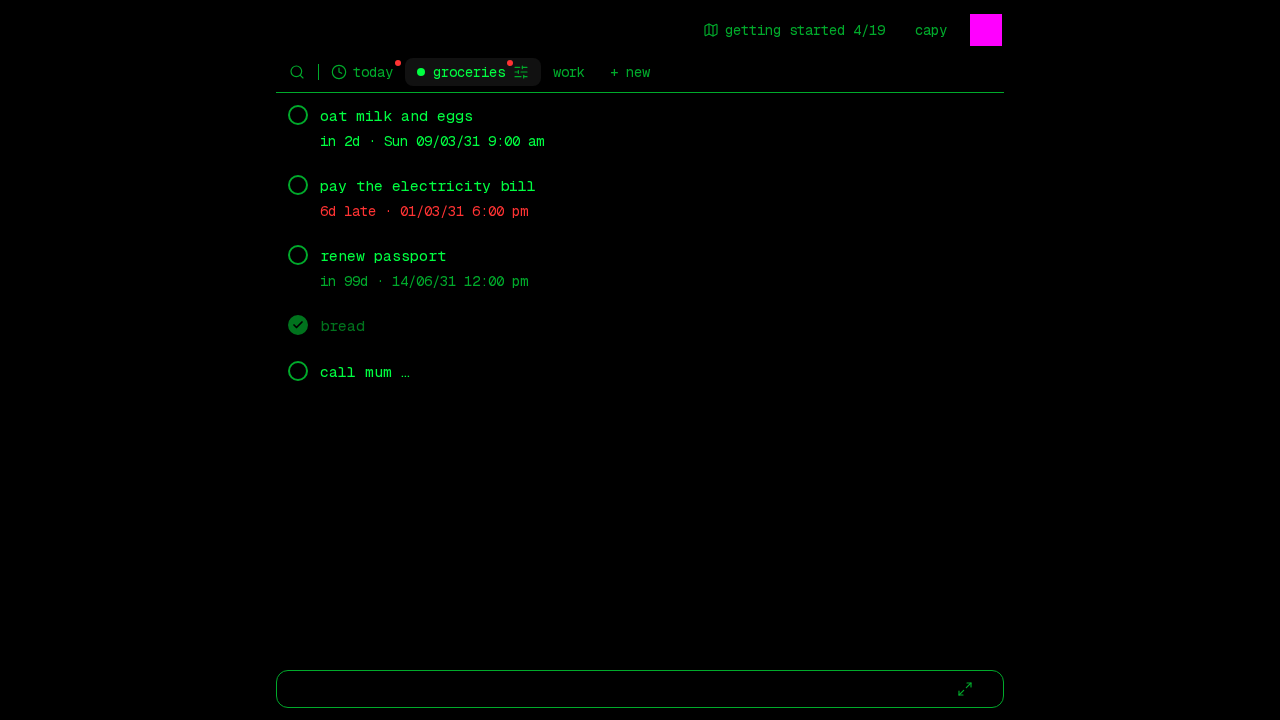 getting started 4/19 capy
today groceries work + new
oat milk and eggs
in 2d · Sun 09/03/31 9:00 am
pay the electricity bill
6d late · 01/03/31 6:00 pm
renew passport
in 99d · 14/06/31 12:00 pm
bread
call mum …